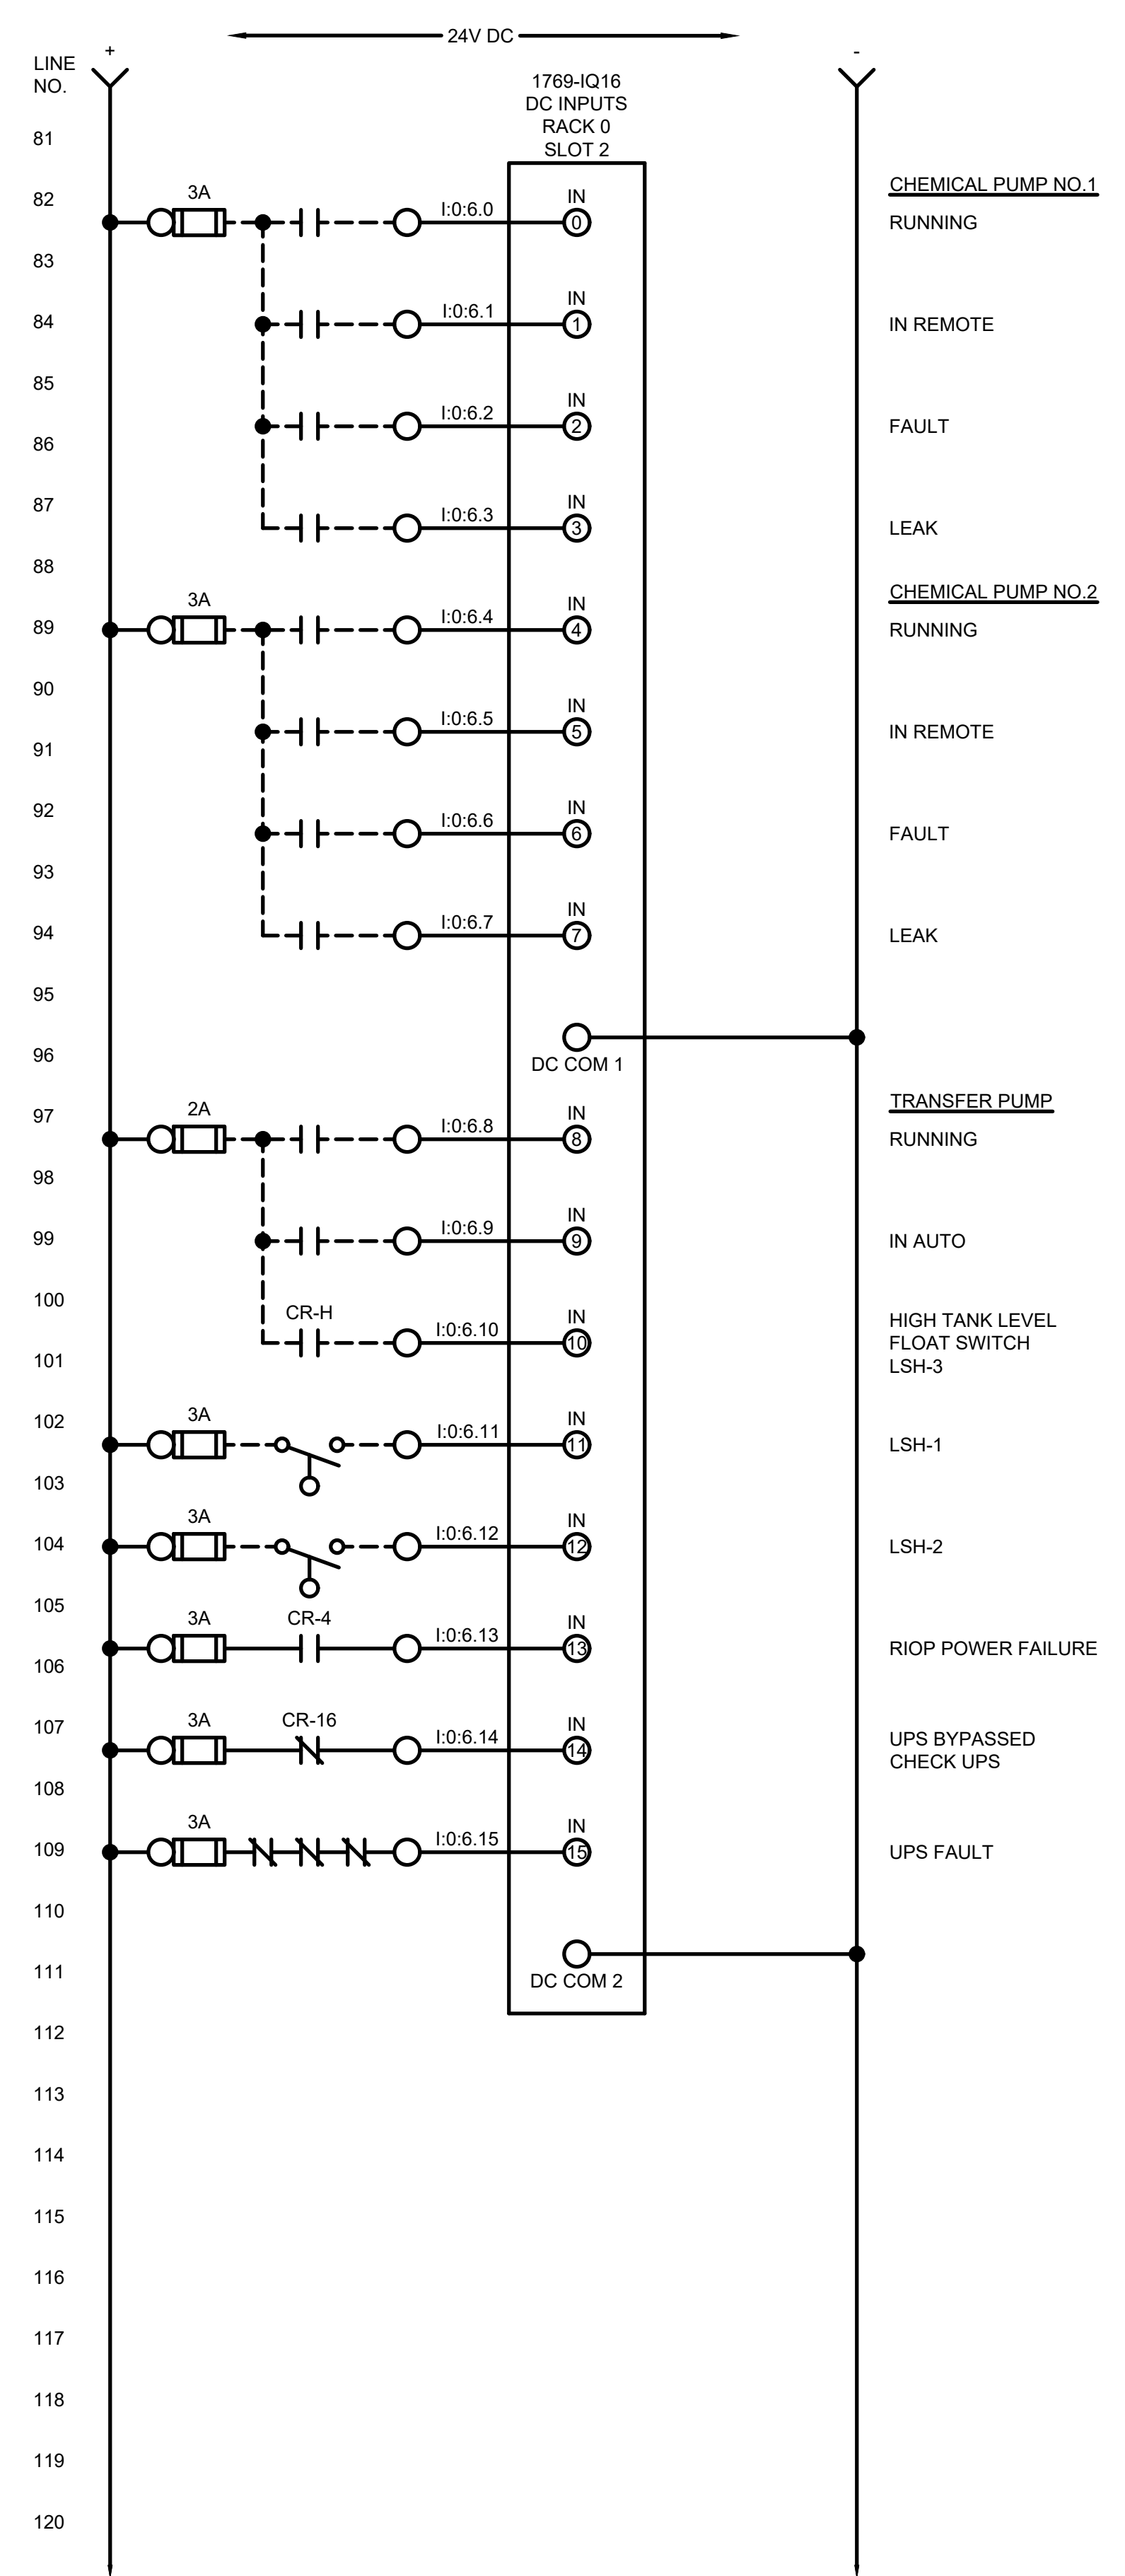 24V DC
+
-
LINE
NO.
1769-IQ16
DC INPUTS
RACK 0
SLOT 2
81
CHEMICAL PUMP NO.1
82
3A
I:0:6.0
IN
0
RUNNING
83
84
I:0:6.1
IN
1
IN REMOTE
85
I:0:6.2
IN
2
FAULT
86
87
I:0:6.3
IN
3
LEAK
88
CHEMICAL PUMP NO.2
89
3A
I:0:6.4
IN
4
RUNNING
90
I:0:6.5
IN
5
IN REMOTE
91
92
I:0:6.6
IN
6
FAULT
93
94
I:0:6.7
IN
7
LEAK
95
96
DC COM 1
TRANSFER PUMP
97
2A
I:0:6.8
IN
8
RUNNING
98
99
I:0:6.9
IN
9
IN AUTO
100
CR-H
I:0:6.10
IN
10
HIGH TANK LEVEL
FLOAT SWITCH
LSH-3
101
102
3A
I:0:6.11
IN
11
LSH-1
103
104
3A
I:0:6.12
IN
12
LSH-2
105
3A
CR-4
I:0:6.13
IN
13
RIOP POWER FAILURE
106
107
3A
CR-16
I:0:6.14
IN
14
UPS BYPASSED
CHECK UPS
108
109
3A
I:0:6.15
IN
15
UPS FAULT
110
111
DC COM 2
112
113
114
115
116
117
118
119
120